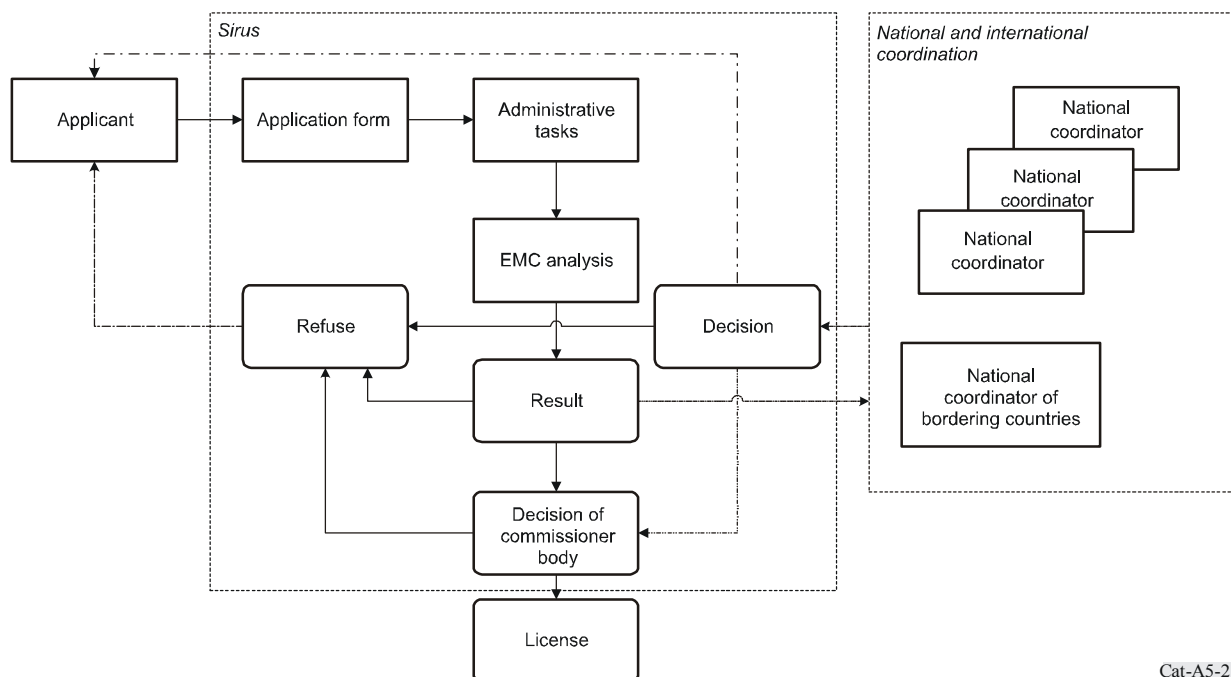 Sirus
National and international
coordination
Applicant
Application form
Administrative
tasks
National
coordinator
National
coordinator
National
coordinator
EMC analysis
Refuse
Decision
Result
National
coordinator of
bordering countries
Decision of
commissioner
body
License
Cat-A5-2